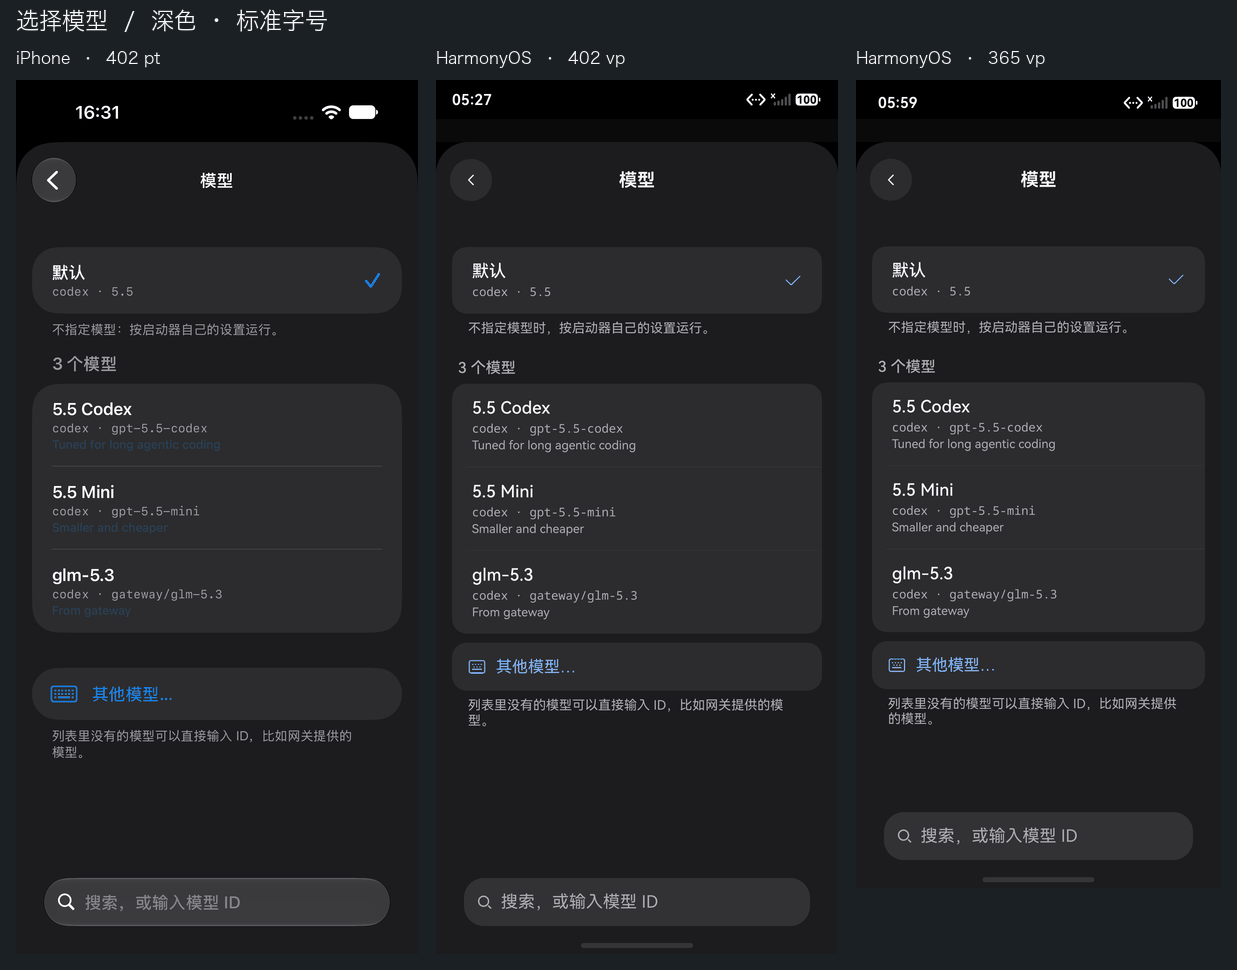 选择模型 / 深色 · 标准字号
iPhone · 402 pt
16:31
模型
默认
codex · 5.5
不指定模型：按启动器自己的设置运行。
3 个模型
5.5 Codex
codex · gpt-5.5-codex
Tuned for long agentic coding
5.5 Mini
codex · gpt-5.5-mini
Smaller and cheaper
glm-5.3
codex · gateway/glm-5.3
From gateway
其他模型...
列表里没有的模型可以直接输入 ID，比如网关提供的
模型。
搜索，或输入模型 ID
HarmonyOS · 402 vp
05:27
100
模型
默认
codex · 5.5
不指定模型时，按启动器自己的设置运行。
3 个模型
5.5 Codex
codex · gpt-5.5-codex
Tuned for long agentic coding
5.5 Mini
codex · gpt-5.5-mini
Smaller and cheaper
glm-5.3
codex · gateway/glm-5.3
From gateway
其他模型...
列表里没有的模型可以直接输入 ID，比如网关提供的模
型。
搜索，或输入模型 ID
HarmonyOS · 365 vp
05:59
100
模型
默认
codex · 5.5
不指定模型时，按启动器自己的设置运行。
3 个模型
5.5 Codex
codex · gpt-5.5-codex
Tuned for long agentic coding
5.5 Mini
codex · gpt-5.5-mini
Smaller and cheaper
glm-5.3
codex · gateway/glm-5.3
From gateway
其他模型...
列表里没有的模型可以直接输入 ID，比如网关提供
的模型。
搜索，或输入模型 ID